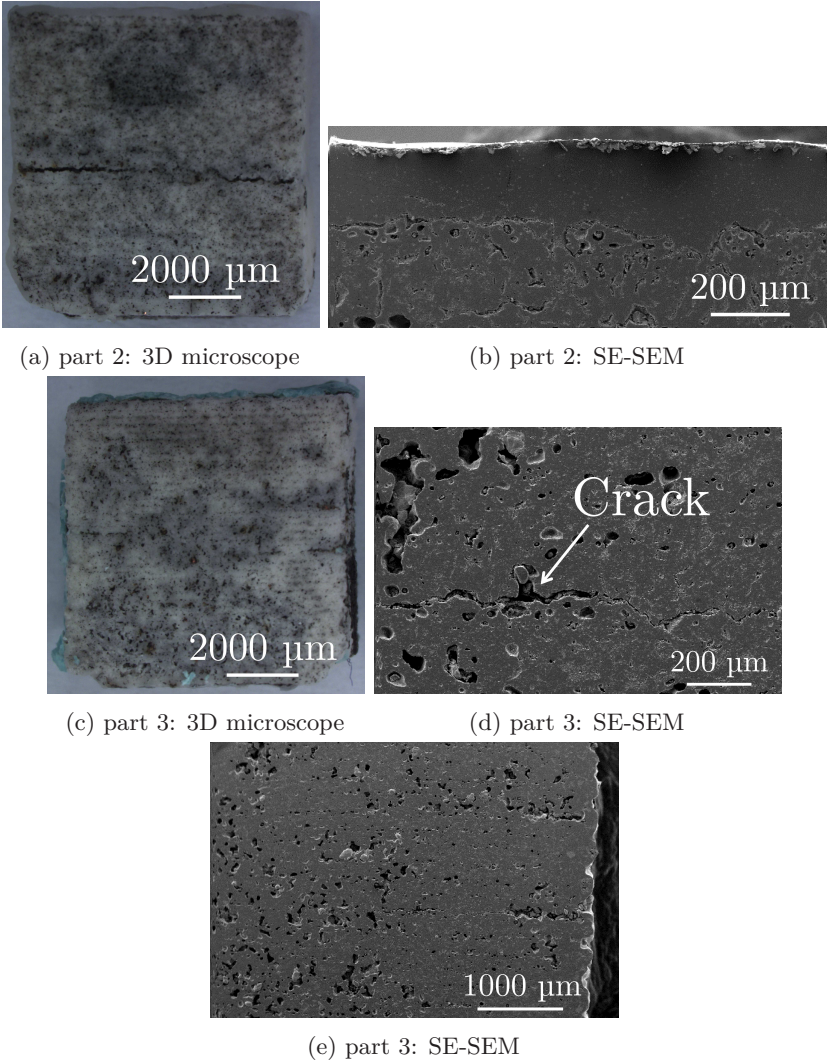 2000 µm
200 µm
(a) part 2: 3D microscope
(b) part 2: SE-SEM
2000 µm
Crack
200 µm
(c) part 3: 3D microscope
(d) part 3: SE-SEM
1000 µm
(e) part 3: SE-SEM